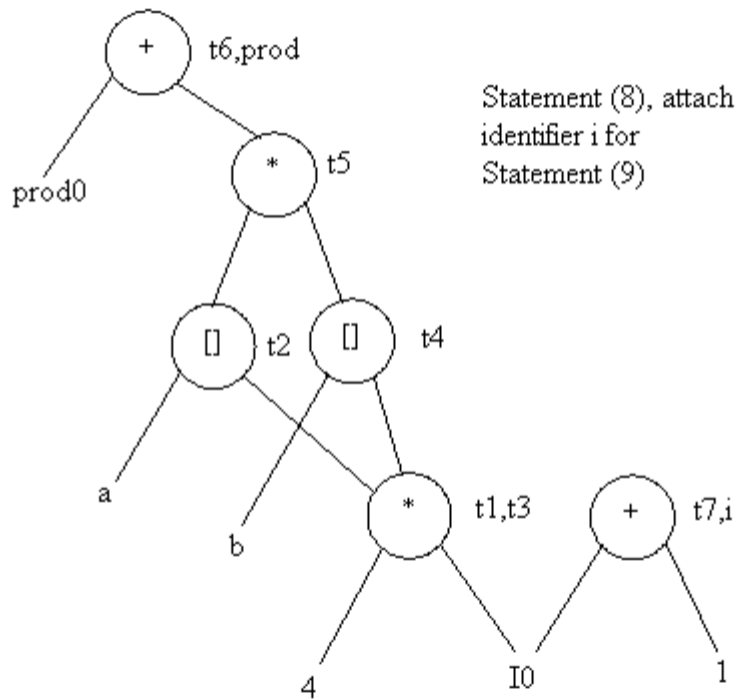 + t6,prod
Statement (8), attach
identifier i for
Statement (9)
* t5
prod0
[] t2
[] t4
a
b
* t1,t3
+ t7,i
4
I0
1